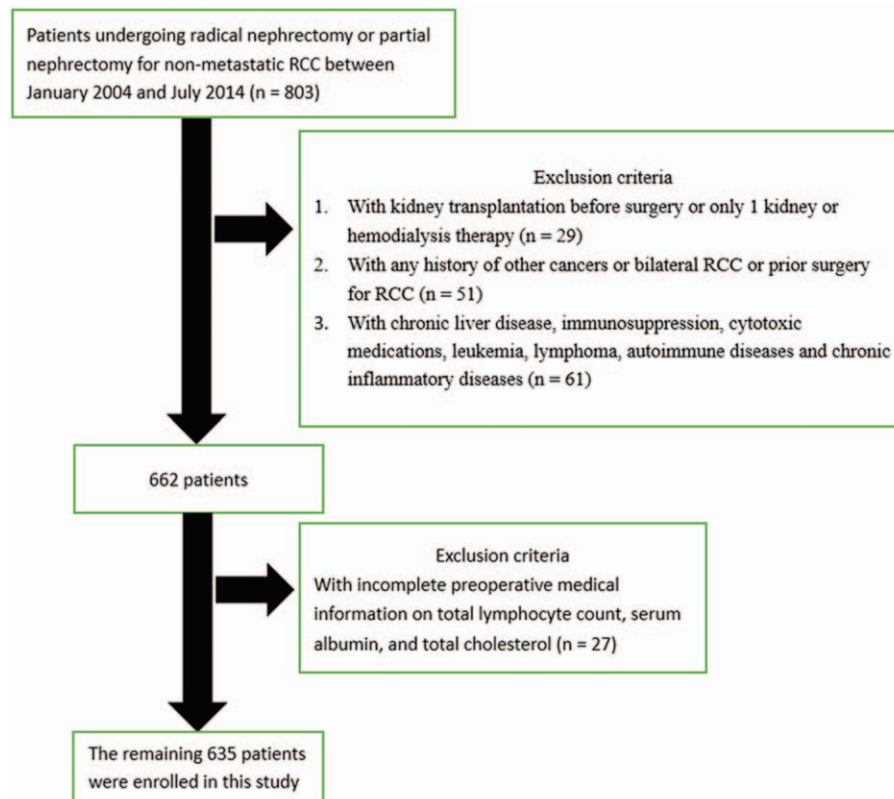 Patients undergoing radical nephrectomy or partial
nephrectomy for non-metastatic RCC between
January 2004 and July 2014 (n = 803)
Exclusion criteria
1. With kidney transplantation before surgery or only 1 kidney or
hemodialysis therapy (n = 29)
2. With any history of other cancers or bilateral RCC or prior surgery
for RCC (n = 51)
3. With chronic liver disease, immunosuppression, cytotoxic
medications, leukemia, lymphoma, autoimmune diseases and chronic
inflammatory diseases (n = 61)
662 patients
Exclusion criteria
With incomplete preoperative medical
information on total lymphocyte count, serum
albumin, and total cholesterol (n = 27)
The remaining 635 patients
were enrolled in this study